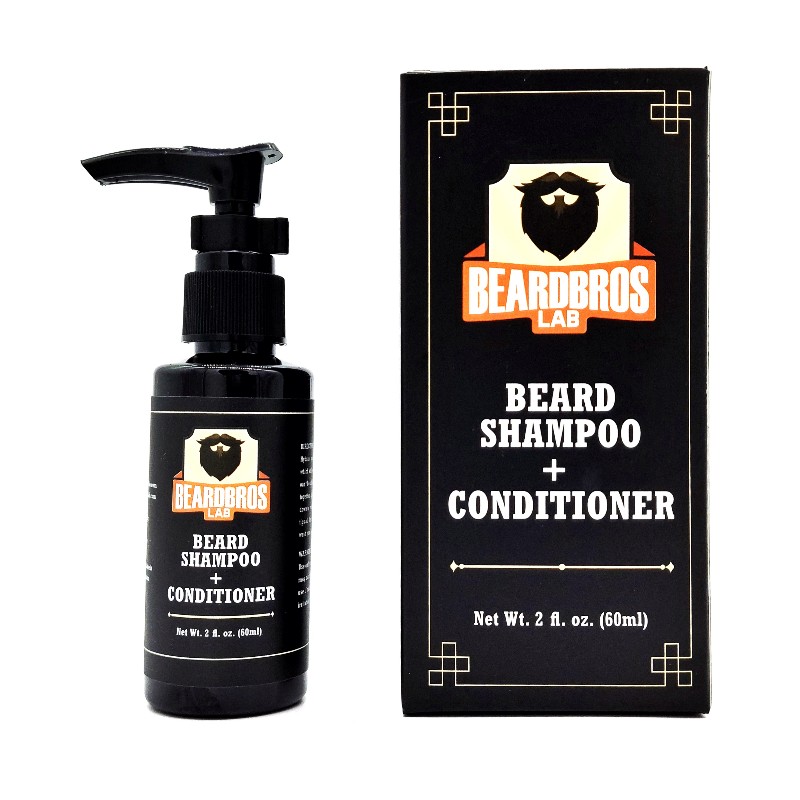 BEARDBROS
LAB
BEARD
SHAMPOO
+
CONDITIONER
Net Wt. 2 fl. oz. (60ml)
BEARDBROS
LAB
BEARD
SHAMPOO
+
CONDITIONER
Net Wt. 2 fl. oz. (60ml)